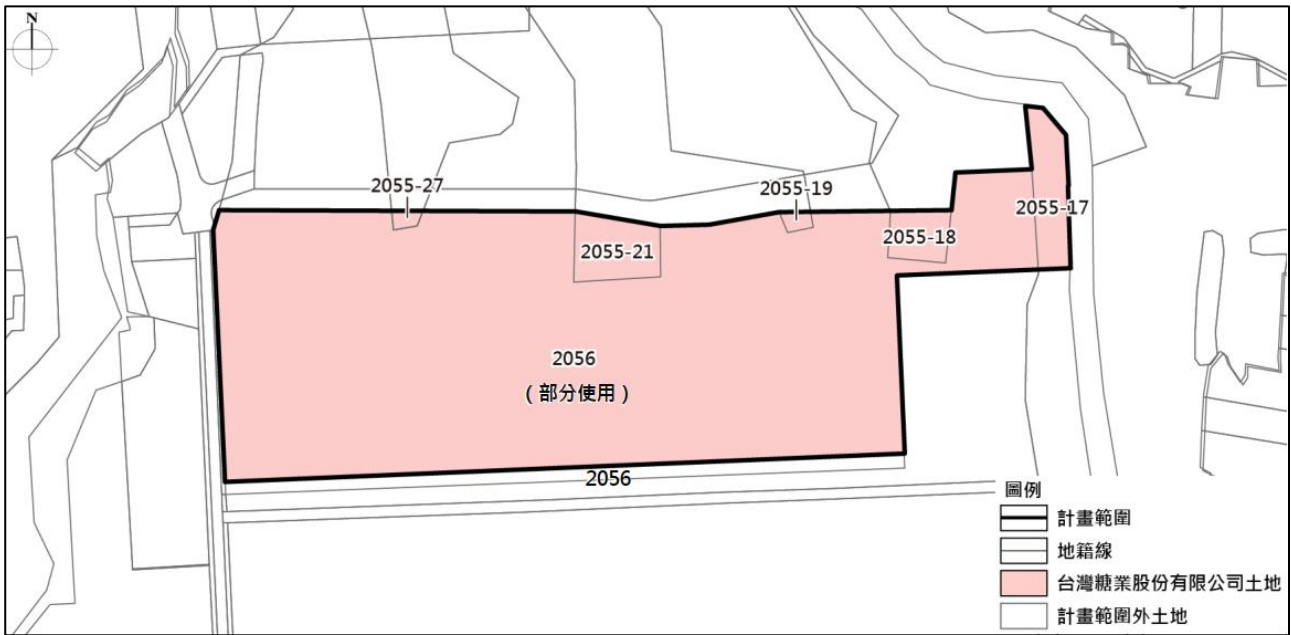 N
2055-27
2055-19
2055-17
2055-18
2055-21
2056
(部分使用)
2056
圖例
計畫範圍
地籍線
台灣糖業股份有限公司土地
計畫範圍外土地